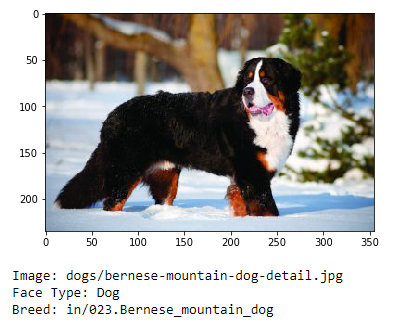 0
50
100
150
200
0 50 100 150 200 250 300 350
Image: dogs/bernese-mountain-dog-detail.jpg
Face Type: Dog
Breed: in/023.Bernese_mountain_dog